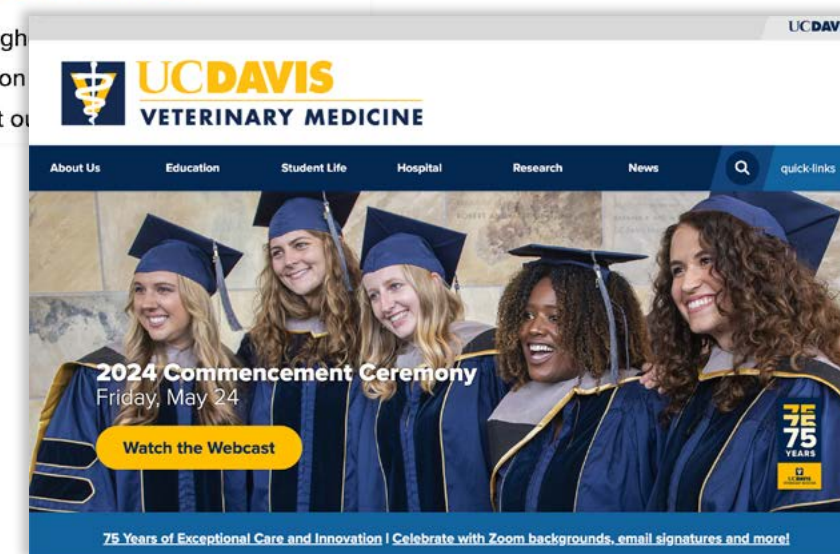 on
UCDAVIS
VETERINARY MEDICINE
About Us Education Student Life Hospital Research News quick-links
2024 Commencement Ceremony
Friday, May 24
Watch the Webcast
75
YEARS
UCDAVIS
75 Years of Exceptional Care and Innovation | Celebrate with Zoom backgrounds, email signatures and more!